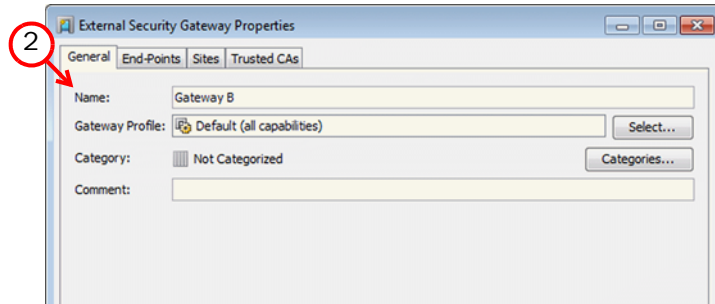 External Security Gateway Properties
2
General End-Points Sites Trusted CAs
Name: Gateway B
Gateway Profile: Default (all capabilities) Select...
Category: Not Categorized Categories...
Comment: